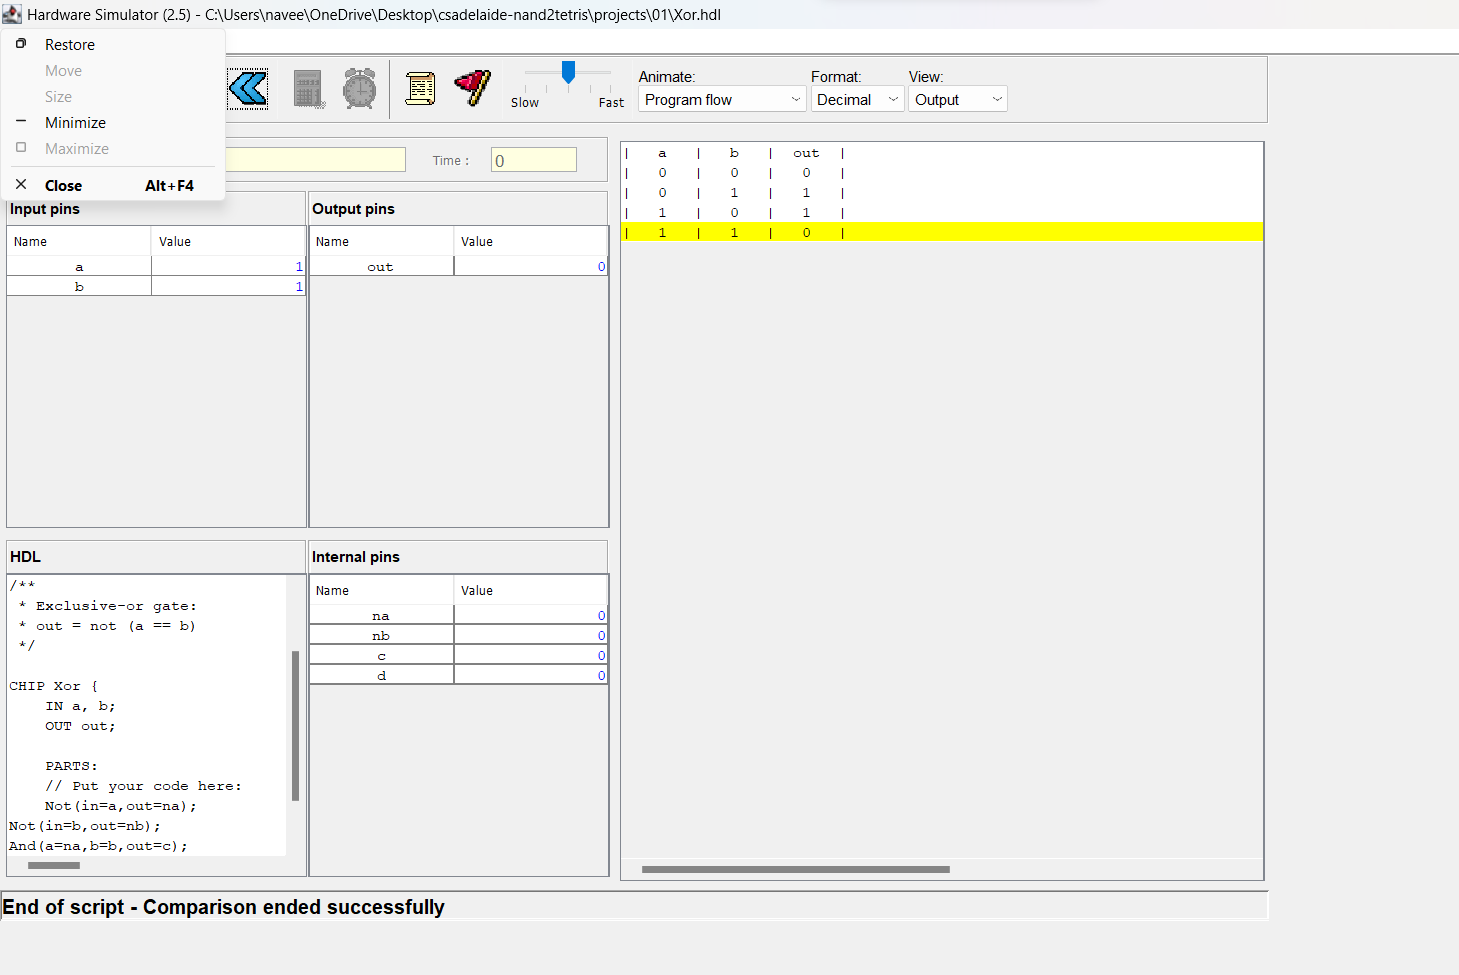 Hardware Simulator (2.5) - C:\Users\navee\OneDrive\Desktop\csadelaide-nand2tetris\projects\01\Xor.hdl
Restore
Move
Size
Minimize
Maximize
Close Alt+F4
Slow Fast
Animate: Format: View:
Program flow Decimal Output
Time : 0
Input pins
Name Value
a 1
b 1
Output pins
Name Value
out 0
| a | b | out |
| 0 | 0 | 0 |
| 0 | 1 | 1 |
| 1 | 0 | 1 |
| 1 | 1 | 0 |
HDL
/**
* Exclusive-or gate:
* out = not (a == b)
*/
CHIP Xor {
IN a, b;
OUT out;
PARTS:
// Put your code here:
Not(in=a,out=na);
Not(in=b,out=nb);
And(a=na,b=b,out=c);
Internal pins
Name Value
na 0
nb 0
c 0
d 0
End of script - Comparison ended successfully